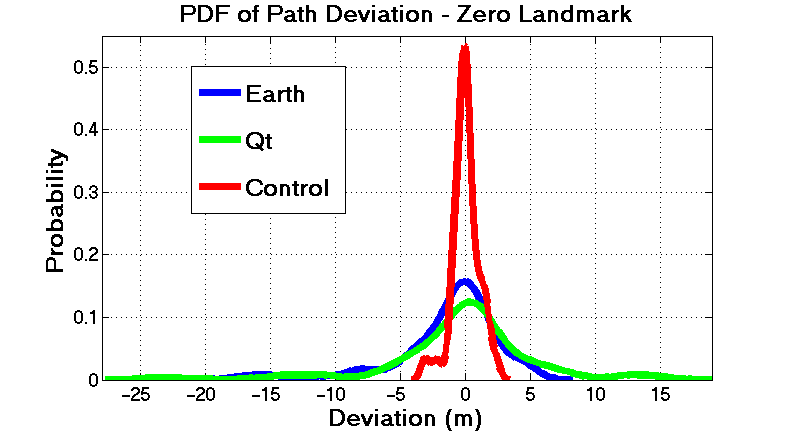 PDF of Path Deviation - Zero Landmark
Probability
0.5
0.4
0.3
0.2
0.1
0
Earth
Qt
Control
−25 −20 −15 −10 −5 0 5 10 15
Deviation (m)